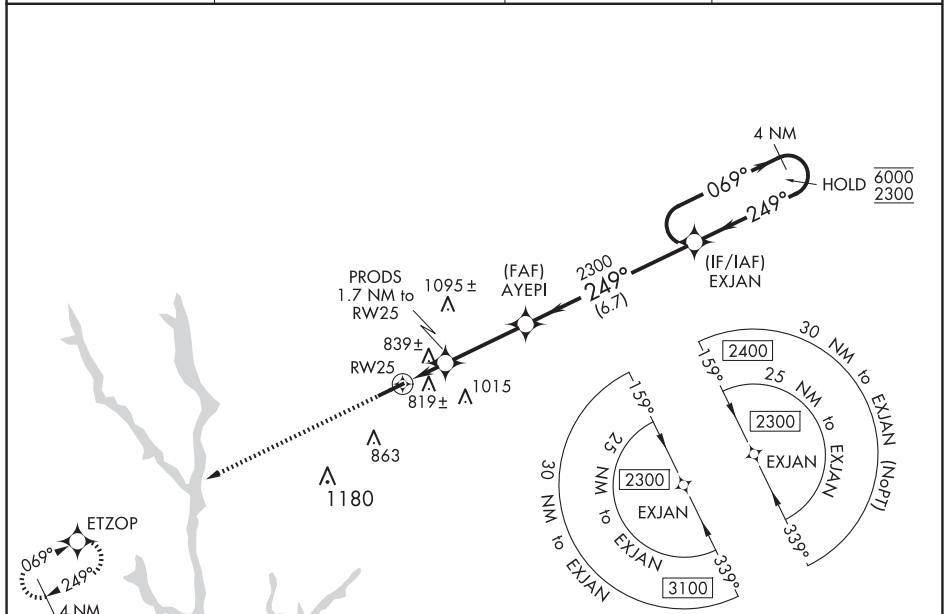 4 NM
069°
HOLD 6000
2300
249°
(IF/IAF)
EXJAN
2300
249°
(6.7)
(FAF)
AYEPI
PRODS
1.7 NM to
RW25
1095 ±
839±
RW25
819±
1015
863
1180
ETZOP
069°
249°
4 NM
30 NM to EXJAN (NoPT)
2400
159°
25 NM to EXJAN
2300
EXJAN
339°
159°
25 NM to EXJAN
2300
EXJAN
30 NM to EXJAN
339°
3100